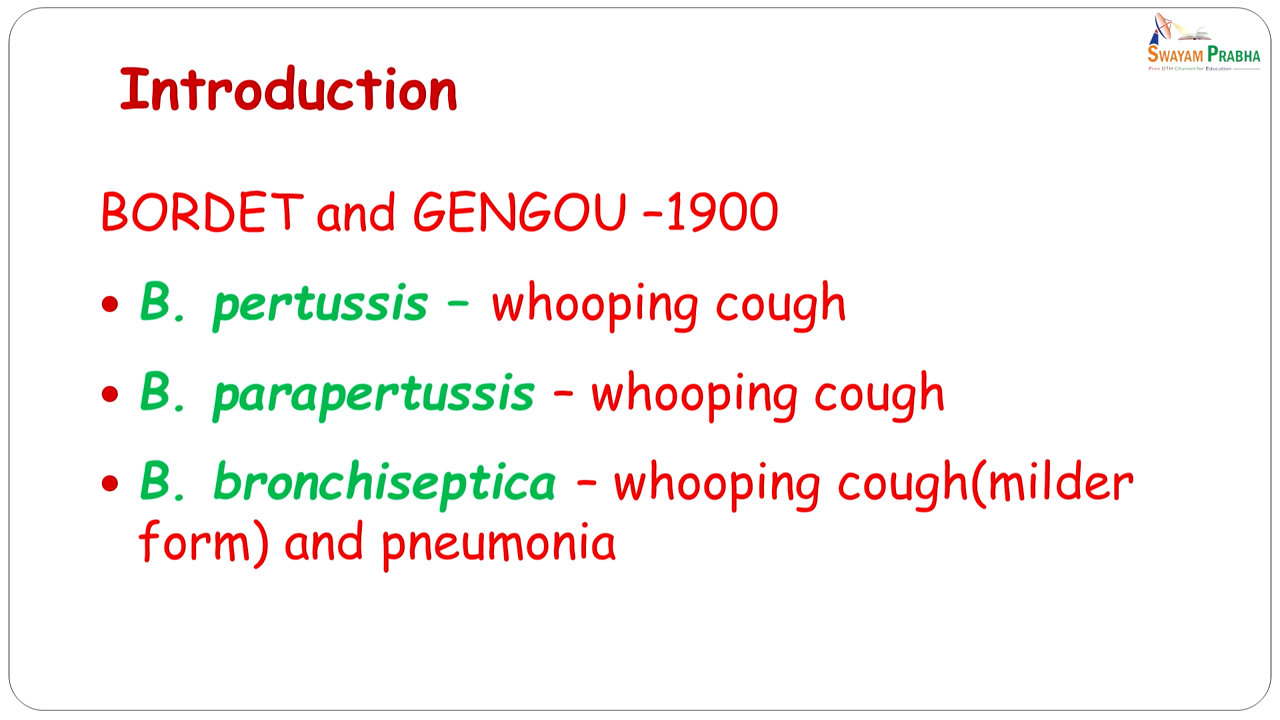 SWAYAM PRABHA
Free DTH Channel for Education
Introduction
BORDET and GENGOU –1900
• B. pertussis – whooping cough
• B. parapertussis – whooping cough
• B. bronchiseptica – whooping cough(milder
form) and pneumonia